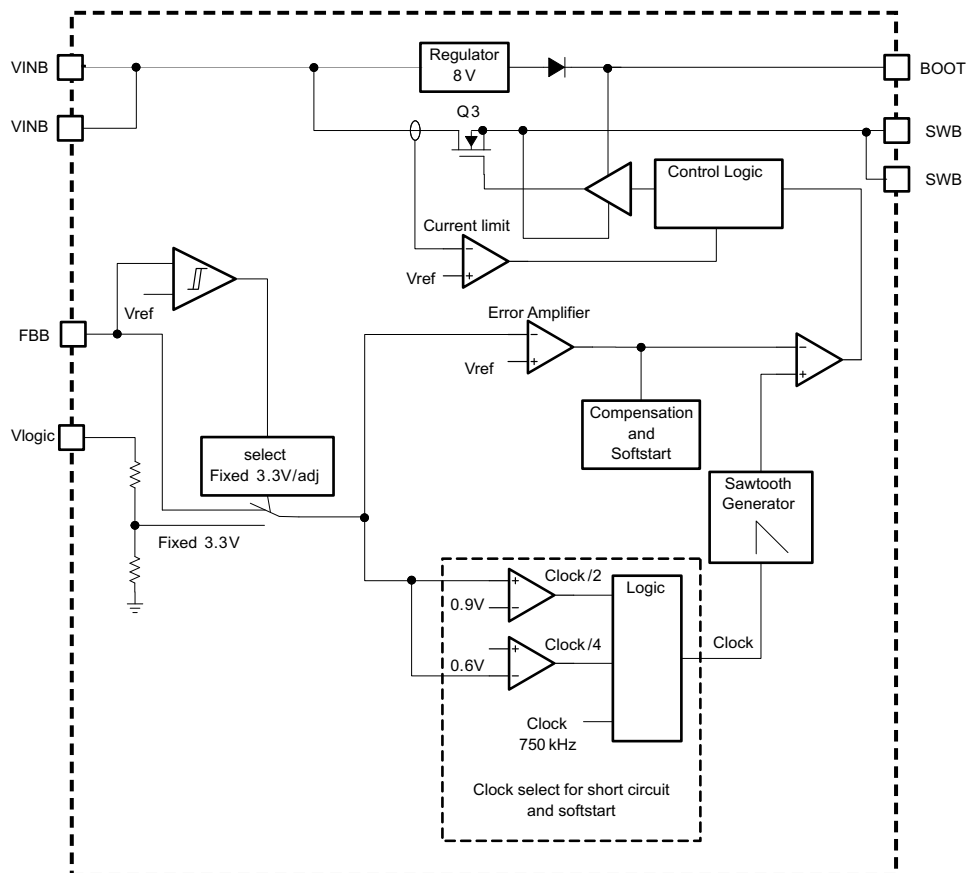 VINB
Regulator
8 V
BOOT
Q3
VINB
SWB
SWB
Control Logic
Current limit
−
+
Vref
Vref
FBB
Error Amplifier
−
+
Vref
−
+
Compensation
and
Softstart
Vlogic
select
Fixed 3.3V/adj
Sawtooth
Generator
Fixed 3.3V
Clock/2
Logic
+
−
0.9V
Clock/4
+
−
0.6V
Clock
Clock
750 kHz
Clock select for short circuit
and softstart